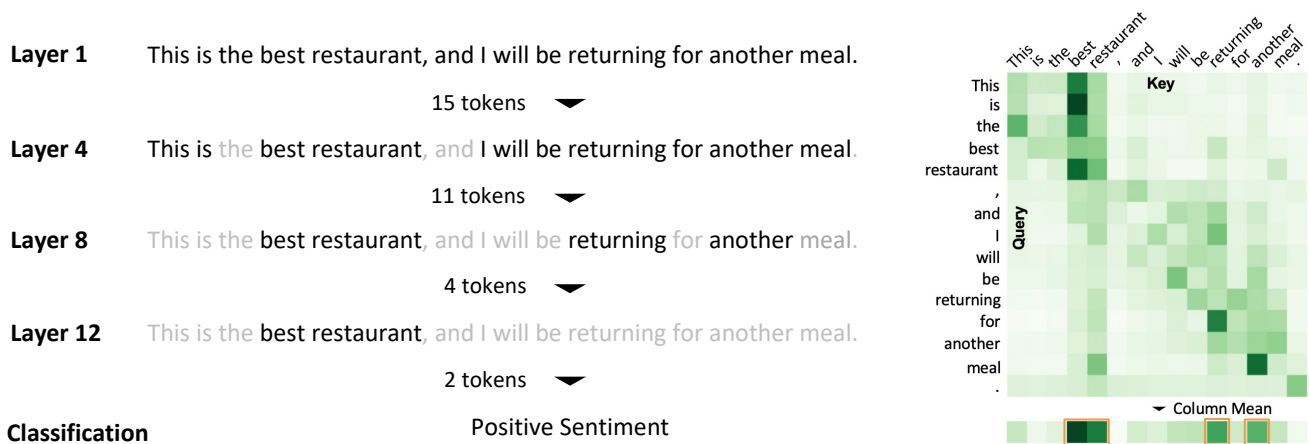 Layer 1 This is the best restaurant, and I will be returning for another meal.
15 tokens
Layer 4 This is the best restaurant, and I will be returning for another meal.
11 tokens
Layer 8 This is the best restaurant, and I will be returning for another meal.
4 tokens
Layer 12 This is the best restaurant, and I will be returning for another meal.
2 tokens
Classification Positive Sentiment
This is the best restaurant , and I will be returning for another meal .
Key
Query
This
is
the
best
restaurant
,
and
I
will
be
returning
for
another
meal
.
Column Mean